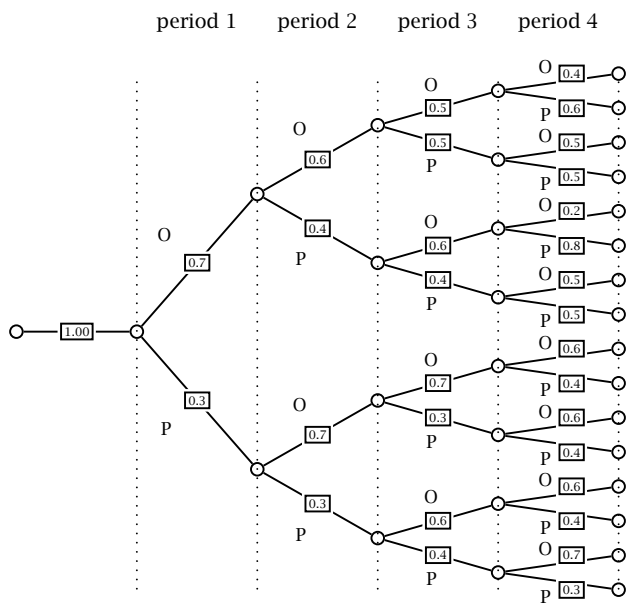 period 1 period 2 period 3 period 4
O 0.4
O
0.5 P 0.6
O 0.5 O 0.5
0.6 P P 0.5
O 0.2
P 0.4 O
0.6 P 0.8
O 0.4 O 0.5
0.7 P P 0.5
1.00
O 0.6
O
0.7 P 0.4
0.3 O 0.3 O 0.6
P 0.7 P P 0.4
O 0.6
0.3 O
P 0.6 P 0.4
0.4 O 0.7
P P 0.3